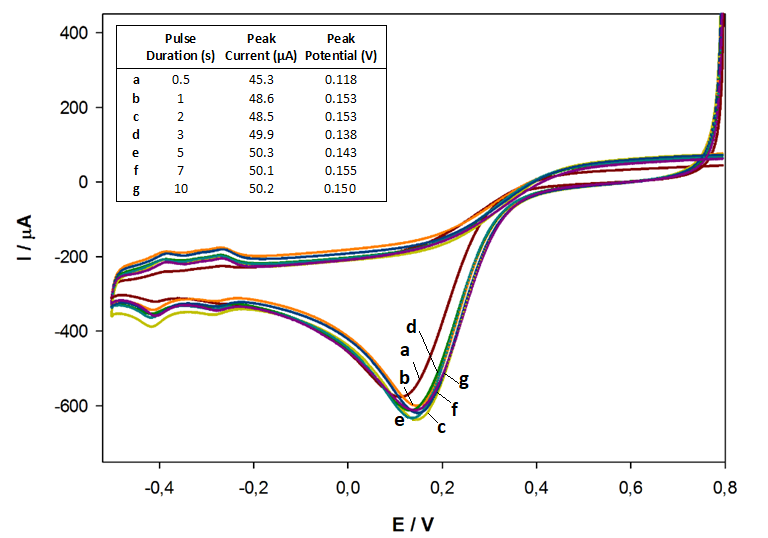 400
200
0
-200
-400
-600
I / µA
Pulse Peak Peak
Duration (s) Current (µA) Potential (V)
a 0.5 45.3 0.118
b 1 48.6 0.153
c 2 48.5 0.153
d 3 49.9 0.138
e 5 50.3 0.143
f 7 50.1 0.155
g 10 50.2 0.150
d
a
b
g
e
f
c
-0,4 -0,2 0,0 0,2 0,4 0,6 0,8
E / V